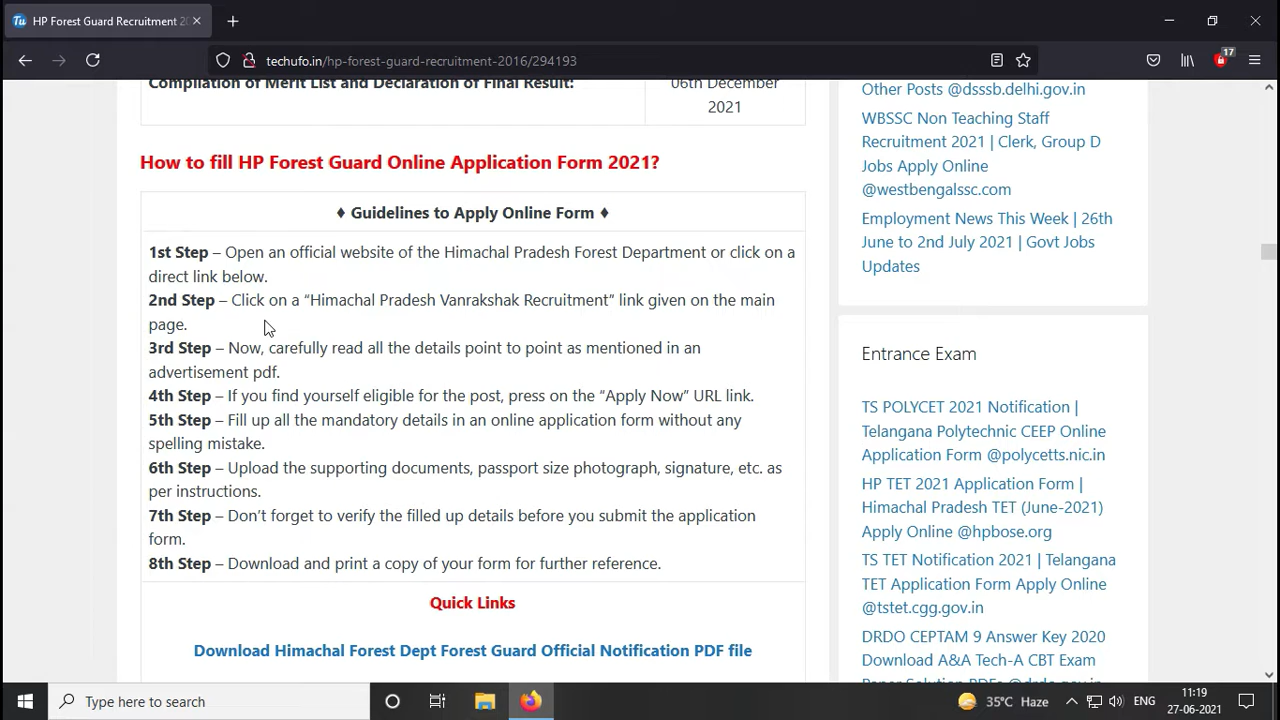 HP Forest Guard Recruitment 20
techufo.in/hp-forest-guard-recruitment-2016/294193
17
Compilation of Merit List and Declaration of Final Result:
06th December
2021
How to fill HP Forest Guard Online Application Form 2021?
♦ Guidelines to Apply Online Form ♦
1st Step – Open an official website of the Himachal Pradesh Forest Department or click on a
direct link below.
2nd Step – Click on a “Himachal Pradesh Vanrakshak Recruitment” link given on the main
page.
3rd Step – Now, carefully read all the details point to point as mentioned in an
advertisement pdf.
4th Step – If you find yourself eligible for the post, press on the “Apply Now” URL link.
5th Step – Fill up all the mandatory details in an online application form without any
spelling mistake.
6th Step – Upload the supporting documents, passport size photograph, signature, etc. as
per instructions.
7th Step – Don’t forget to verify the filled up details before you submit the application
form.
8th Step – Download and print a copy of your form for further reference.
Quick Links
Download Himachal Forest Dept Forest Guard Official Notification PDF file
Other Posts @dsssb.delhi.gov.in
WBSSC Non Teaching Staff
Recruitment 2021 | Clerk, Group D
Jobs Apply Online
@westbengalssc.com
Employment News This Week | 26th
June to 2nd July 2021 | Govt Jobs
Updates
Entrance Exam
TS POLYCET 2021 Notification |
Telangana Polytechnic CEEP Online
Application Form @polycetts.nic.in
HP TET 2021 Application Form |
Himachal Pradesh TET (June-2021)
Apply Online @hpbose.org
TS TET Notification 2021 | Telangana
TET Application Form Apply Online
@tstet.cgg.gov.in
DRDO CEPTAM 9 Answer Key 2020
Download A&A Tech-A CBT Exam
Paper Solution PDFs @drdo.gov.in
Type here to search
35°C Haze
ENG
11:19
27-06-2021